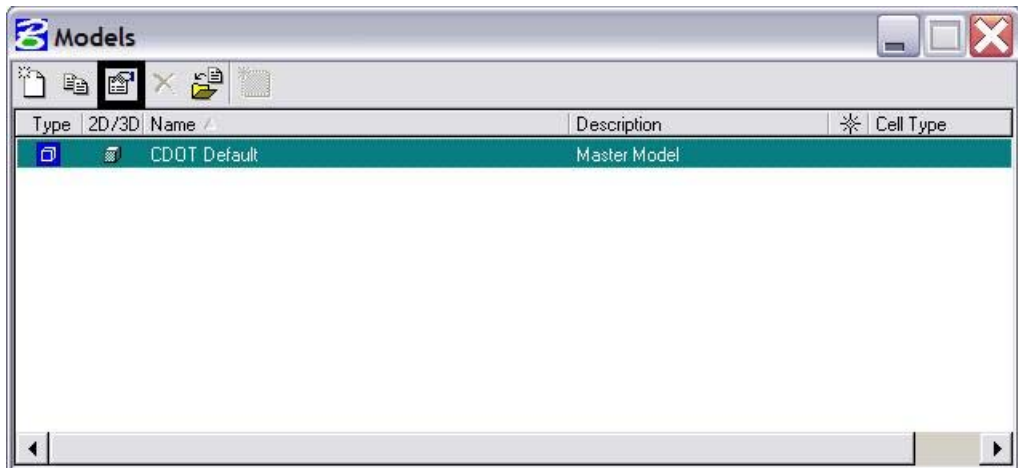 Models
Type 2D/3D Name Description Cell Type
CDOT Default Master Model